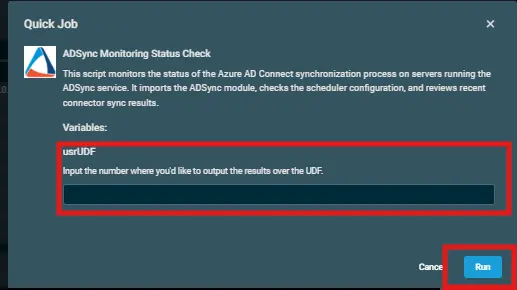 Quick Job
ADSync Monitoring Status Check
This script monitors the status of the Azure AD Connect synchronization process on servers running the
ADSync service. It imports the ADSync module, checks the scheduler configuration, and reviews recent
connector sync results.
Variables:
usrUDF
Input the number where you'd like to output the results over the UDF.
Cance
Run